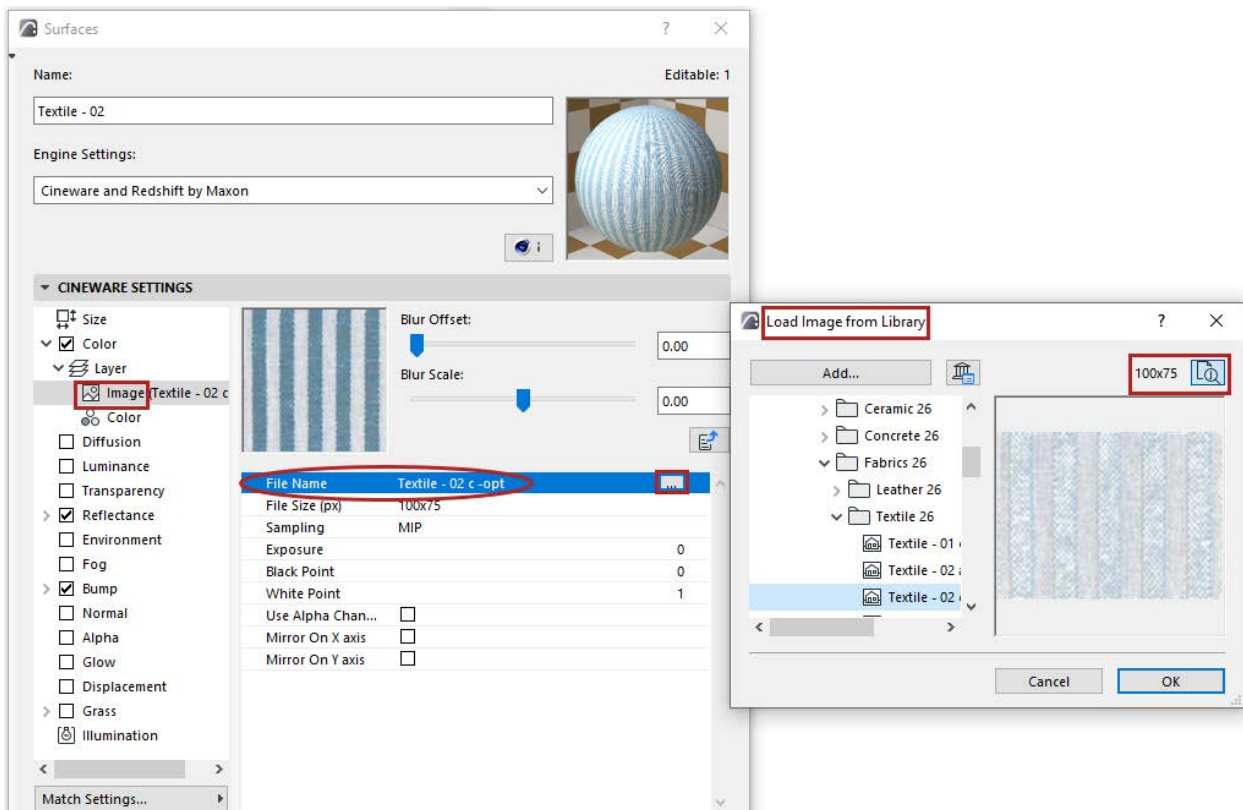 Surfaces
Name:
Editable: 1
Textile - 02
Engine Settings:
Cineware and Redshift by Maxon
i
CINEWARE SETTINGS
Size
Color
Layer
Image (Textile - 02 c
Color
Diffusion
Luminance
Transparency
Reflectance
Environment
Fog
Bump
Normal
Alpha
Glow
Displacement
Grass
Illumination
Match Settings...
Blur Offset:
0.00
Blur Scale:
0.00
File Name Textile - 02 c -opt ...
File Size (px) 100x75
Sampling MIP
Exposure 0
Black Point 0
White Point 1
Use Alpha Chan...
Mirror On X axis
Mirror On Y axis
Load Image from Library
?
Add...
100x75
Ceramic 26
Concrete 26
Fabrics 26
Leather 26
Textile 26
Textile - 01
Textile - 02
Textile - 02
Cancel
OK